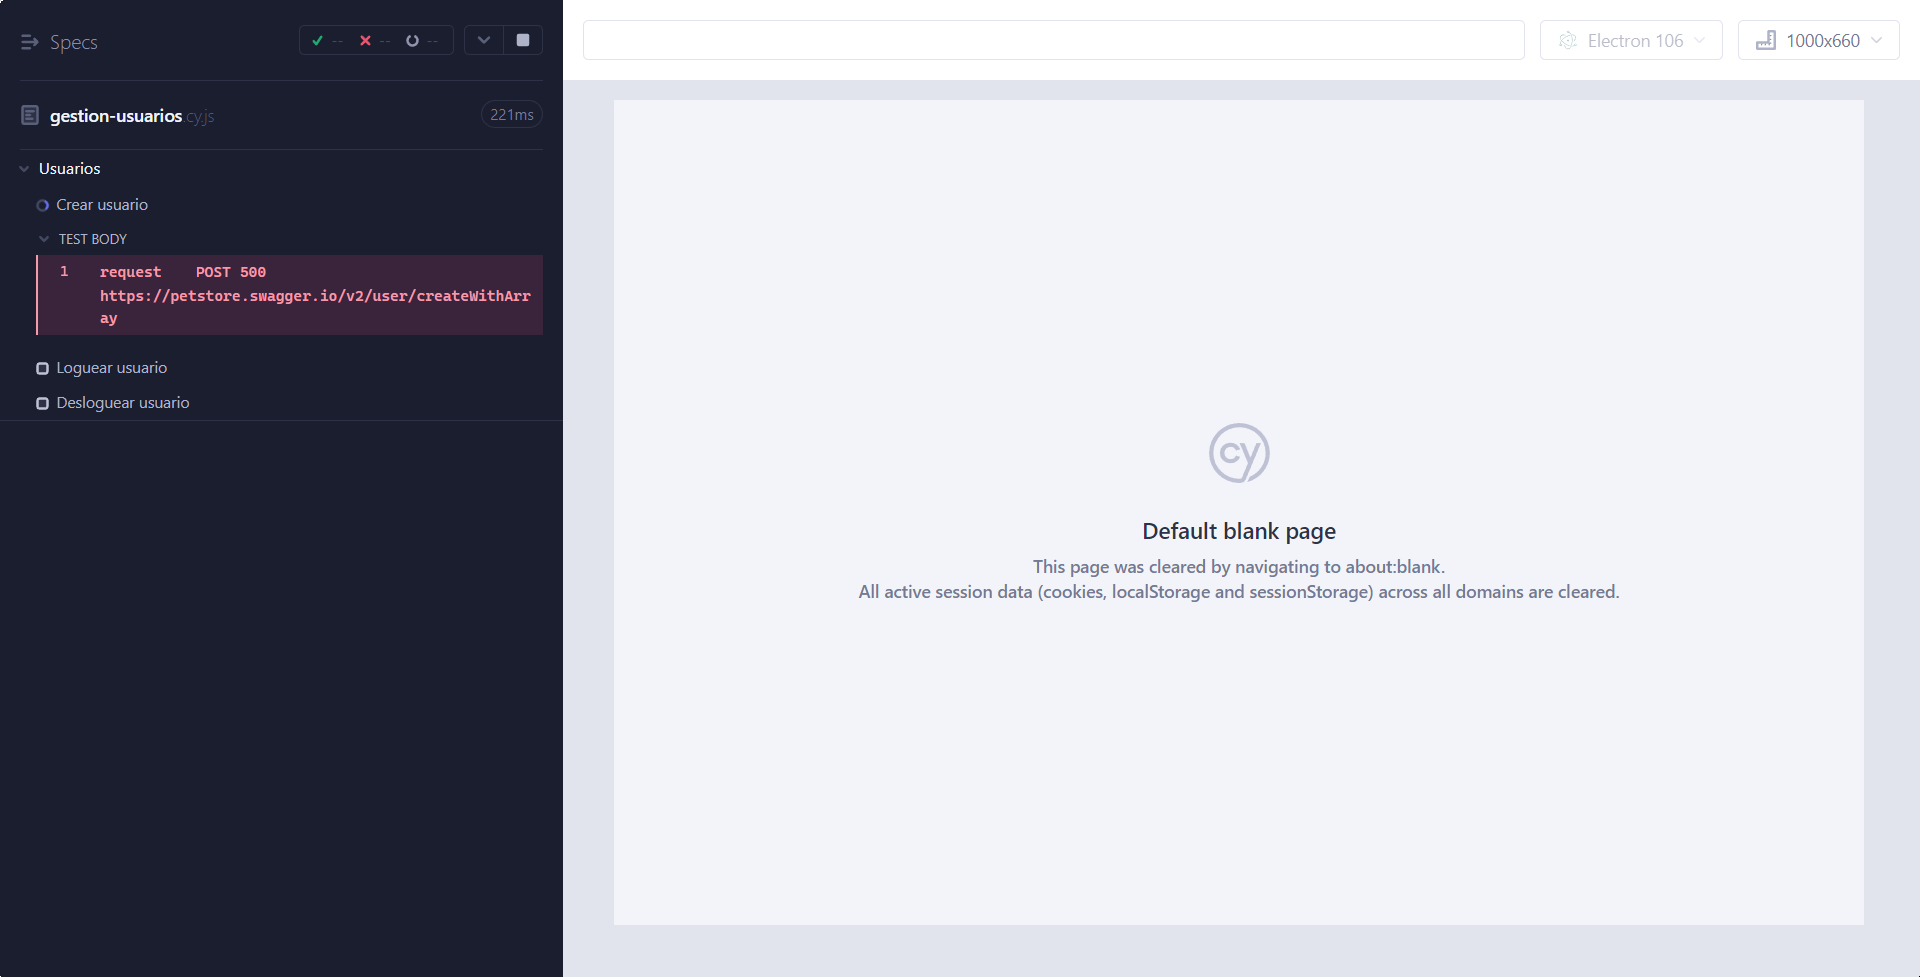 Specs
-- -- --
Electron 106
1000x660
gestion-usuarios.cy.js
221ms
Usuarios
Crear usuario
TEST BODY
1 request POST 500
https://petstore.swagger.io/v2/user/createWithArr
ay
Loguear usuario
Desloguear usuario
cy
Default blank page
This page was cleared by navigating to about:blank.
All active session data (cookies, localStorage and sessionStorage) across all domains are cleared.